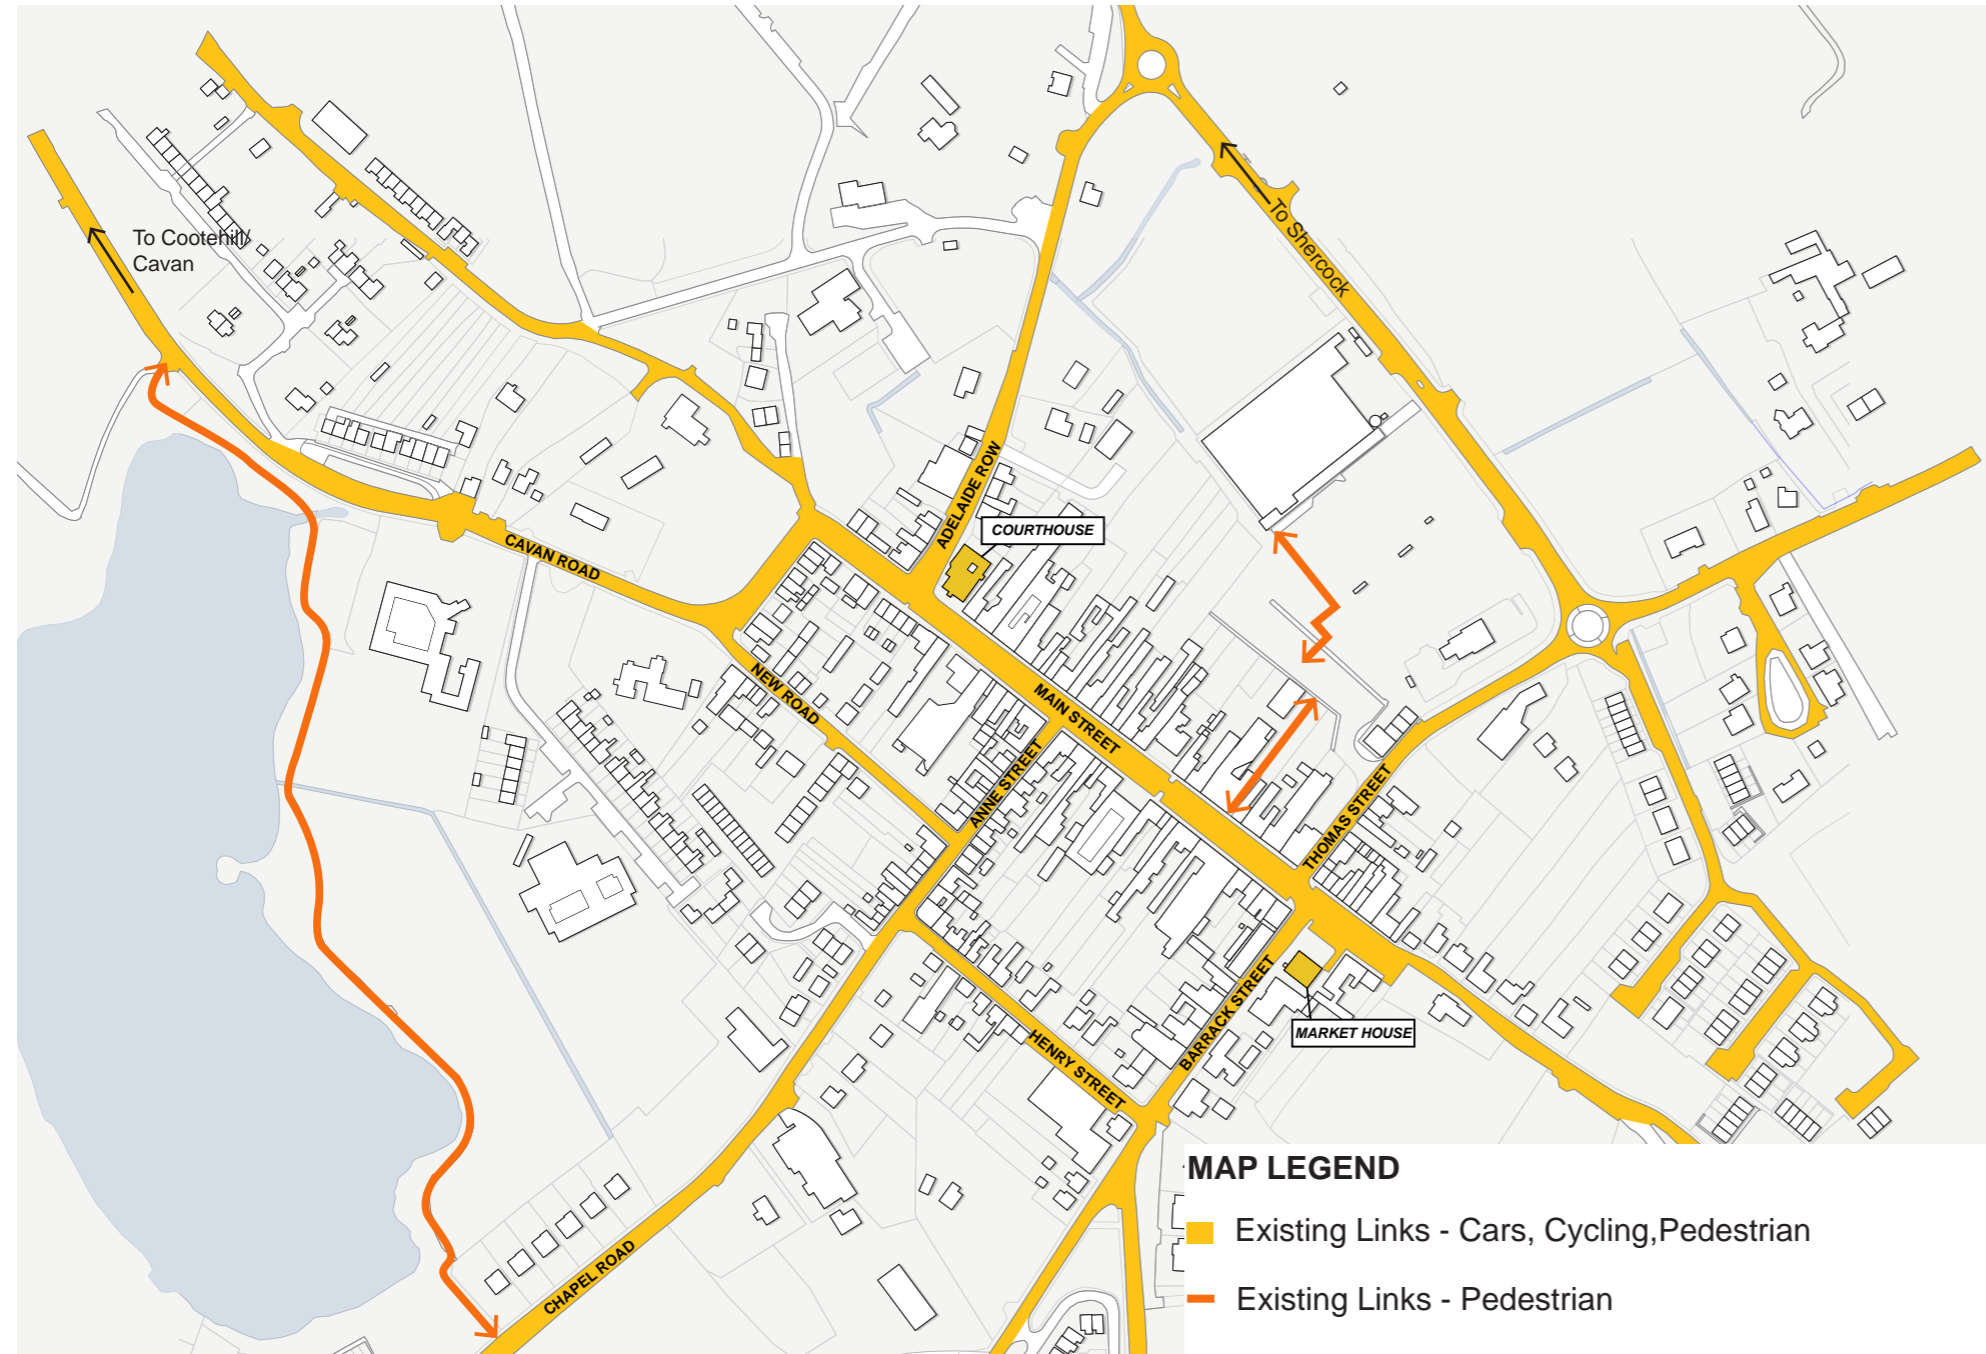 To Cootehill/
Cavan
To Shercock
ADELAIDE ROW
COURTHOUSE
CAVAN ROAD
NEW ROAD
MAIN STREET
ANNE STREET
THOMAS STREET
BARRACK STREET
MARKET HOUSE
HENRY STREET
CHAPEL ROAD
MAP LEGEND
Existing Links - Cars, Cycling,Pedestrian
Existing Links - Pedestrian